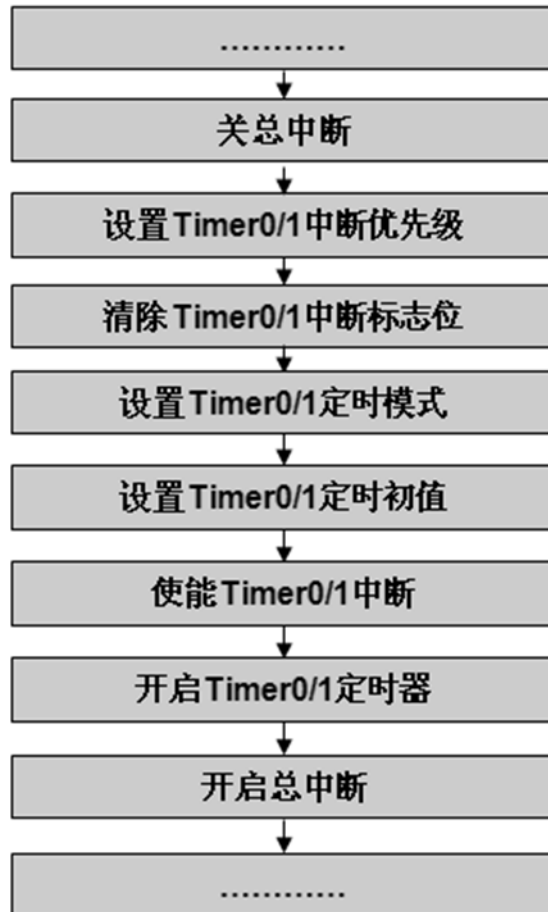 ............
关总中断
设置Timer0/1中断优先级
清除Timer0/1中断标志位
设置Timer0/1定时模式
设置Timer0/1定时初值
使能Timer0/1中断
开启Timer0/1定时器
开启总中断
............